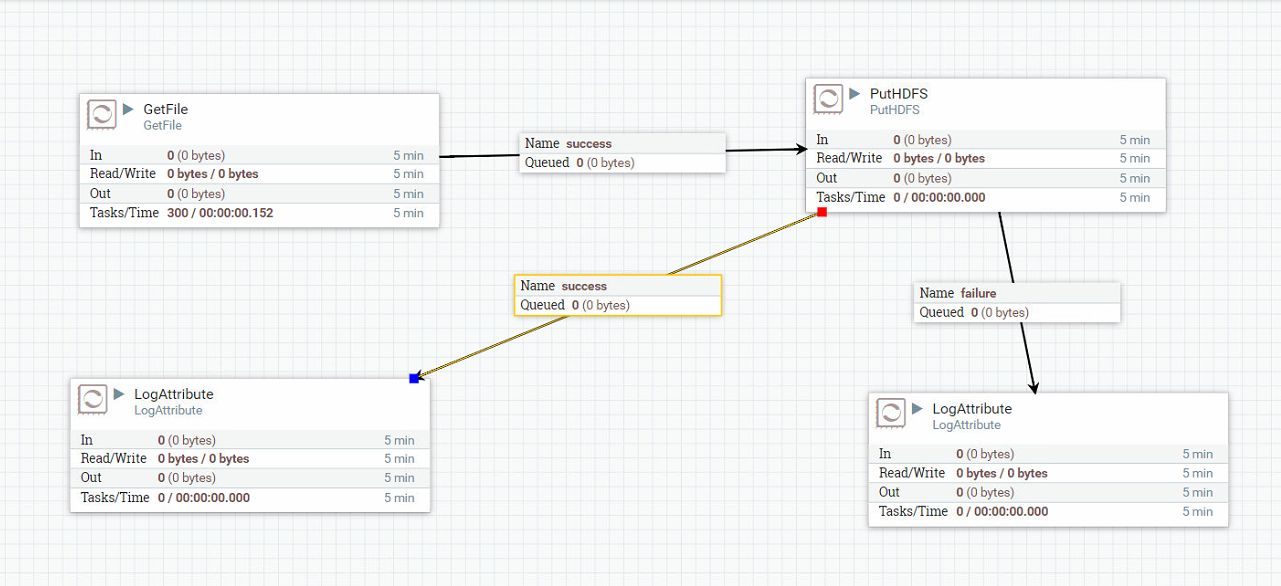 GetFile
GetFile
In 0 (0 bytes) 5 min
Read/Write 0 bytes / 0 bytes 5 min
Out 0 (0 bytes) 5 min
Tasks/Time 300 / 00:00:00.152 5 min
Name success
Queued 0 (0 bytes)
PutHDFS
PutHDFS
In 0 (0 bytes) 5 min
Read/Write 0 bytes / 0 bytes 5 min
Out 0 (0 bytes) 5 min
Tasks/Time 0 / 00:00:00.000 5 min
Name success
Queued 0 (0 bytes)
Name failure
Queued 0 (0 bytes)
LogAttribute
LogAttribute
In 0 (0 bytes) 5 min
Read/Write 0 bytes / 0 bytes 5 min
Out 0 (0 bytes) 5 min
Tasks/Time 0 / 00:00:00.000 5 min
LogAttribute
LogAttribute
In 0 (0 bytes) 5 min
Read/Write 0 bytes / 0 bytes 5 min
Out 0 (0 bytes) 5 min
Tasks/Time 0 / 00:00:00.000 5 min